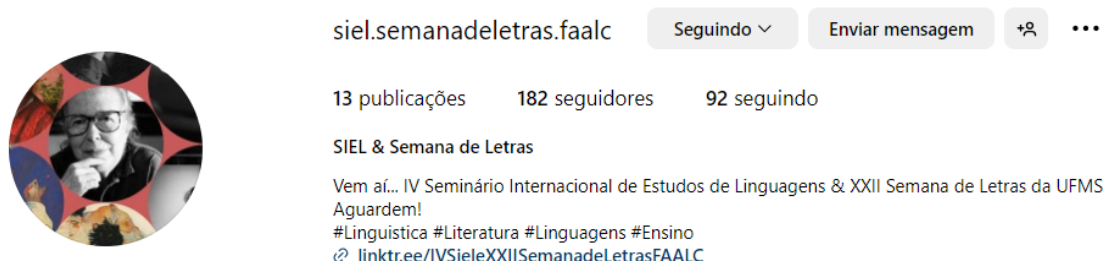 siel.semanadeletras.faalc Seguindo Enviar mensagem
13 publicações 182 seguidores 92 seguindo
SIEL & Semana de Letras
Vem aí... IV Seminário Internacional de Estudos de Linguagens & XXII Semana de Letras da UFMS
Aguardem!
#Linguistica #Literatura #Linguagens #Ensino
linktr.ee/IVSieleXXIISemanadeLetrasFAALC